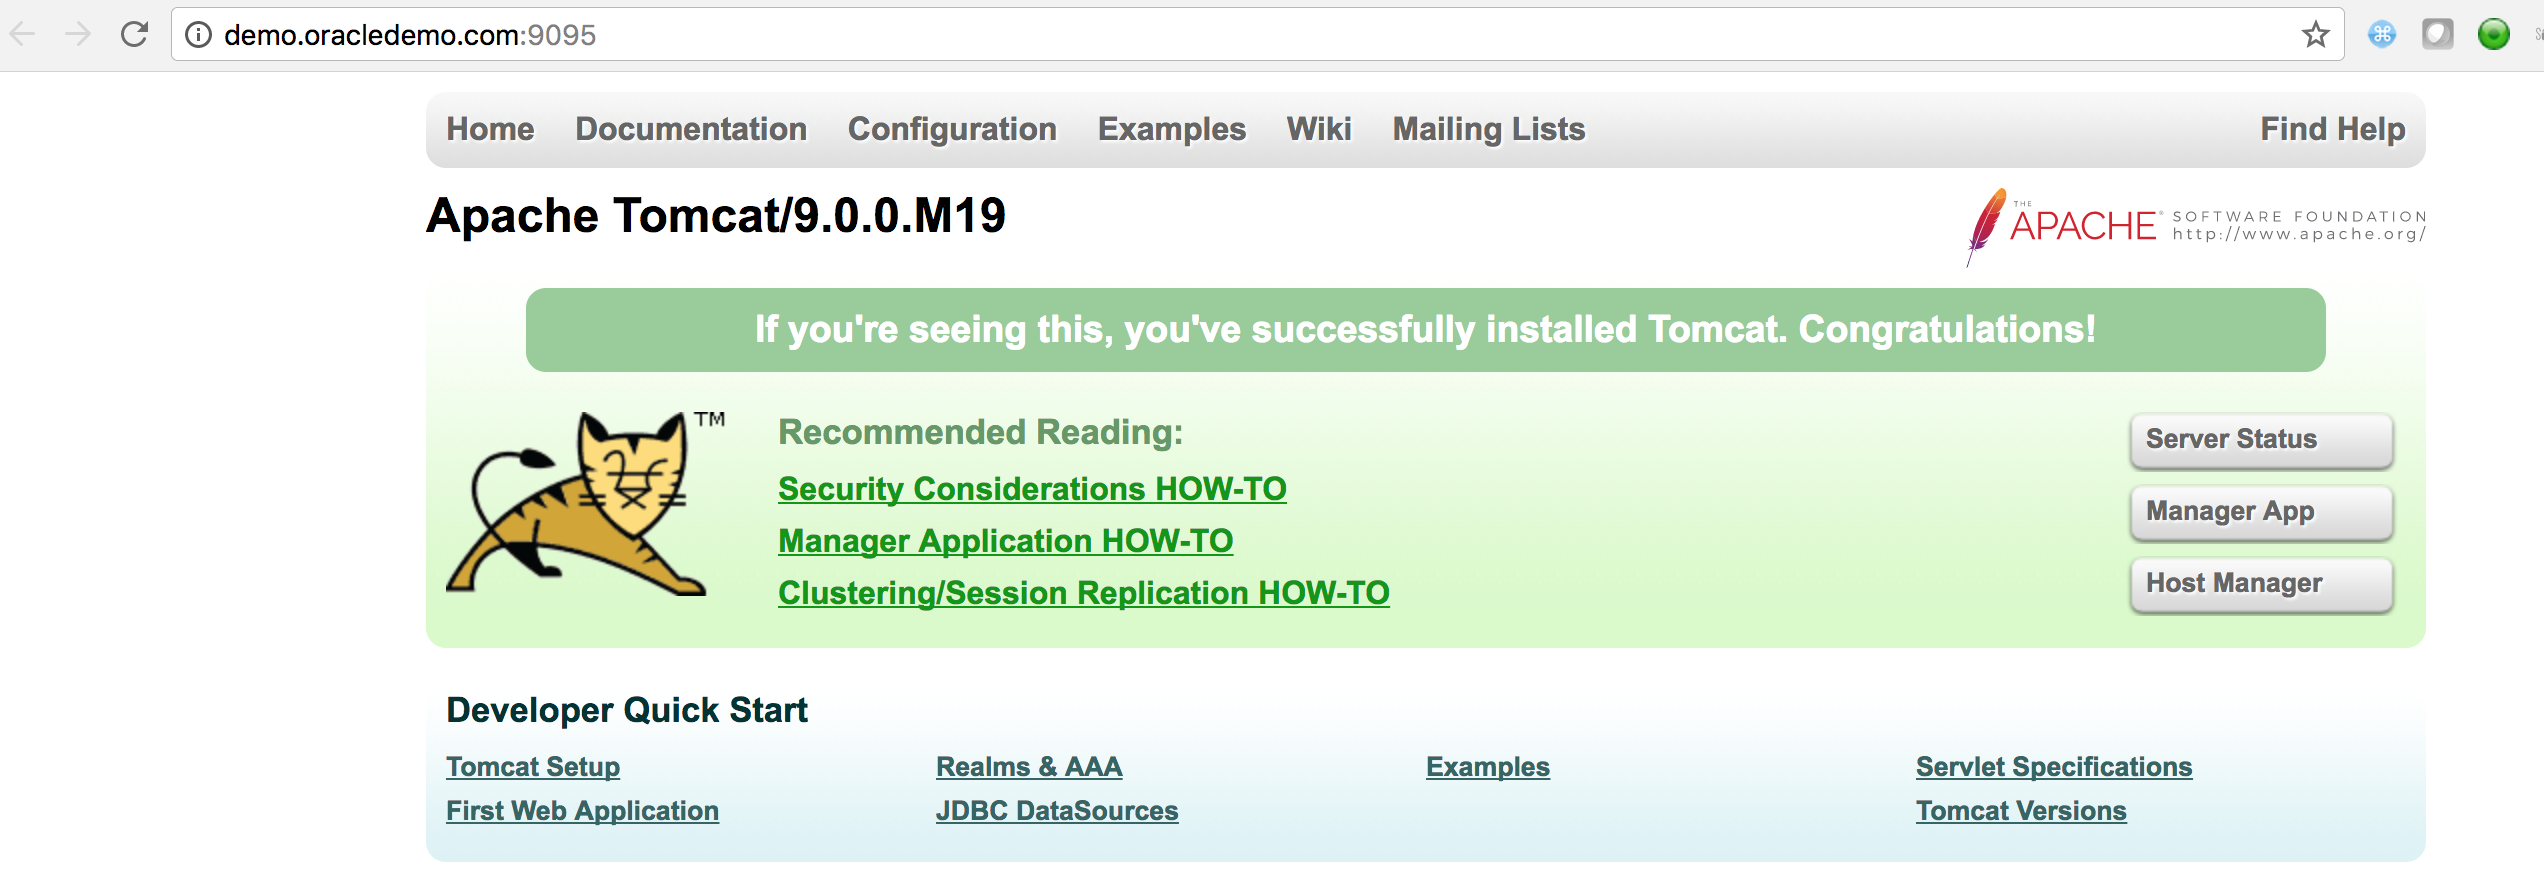 demo.oracledemo.com:9095
Home Documentation Configuration Examples Wiki Mailing Lists Find Help
Apache Tomcat/9.0.0.M19
THE APACHE® SOFTWARE FOUNDATION
http://www.apache.org/
If you're seeing this, you've successfully installed Tomcat. Congratulations!
TM
Recommended Reading:
Security Considerations HOW-TO
Manager Application HOW-TO
Clustering/Session Replication HOW-TO
Server Status
Manager App
Host Manager
Developer Quick Start
Tomcat Setup Realms & AAA Examples Servlet Specifications
First Web Application JDBC DataSources Tomcat Versions